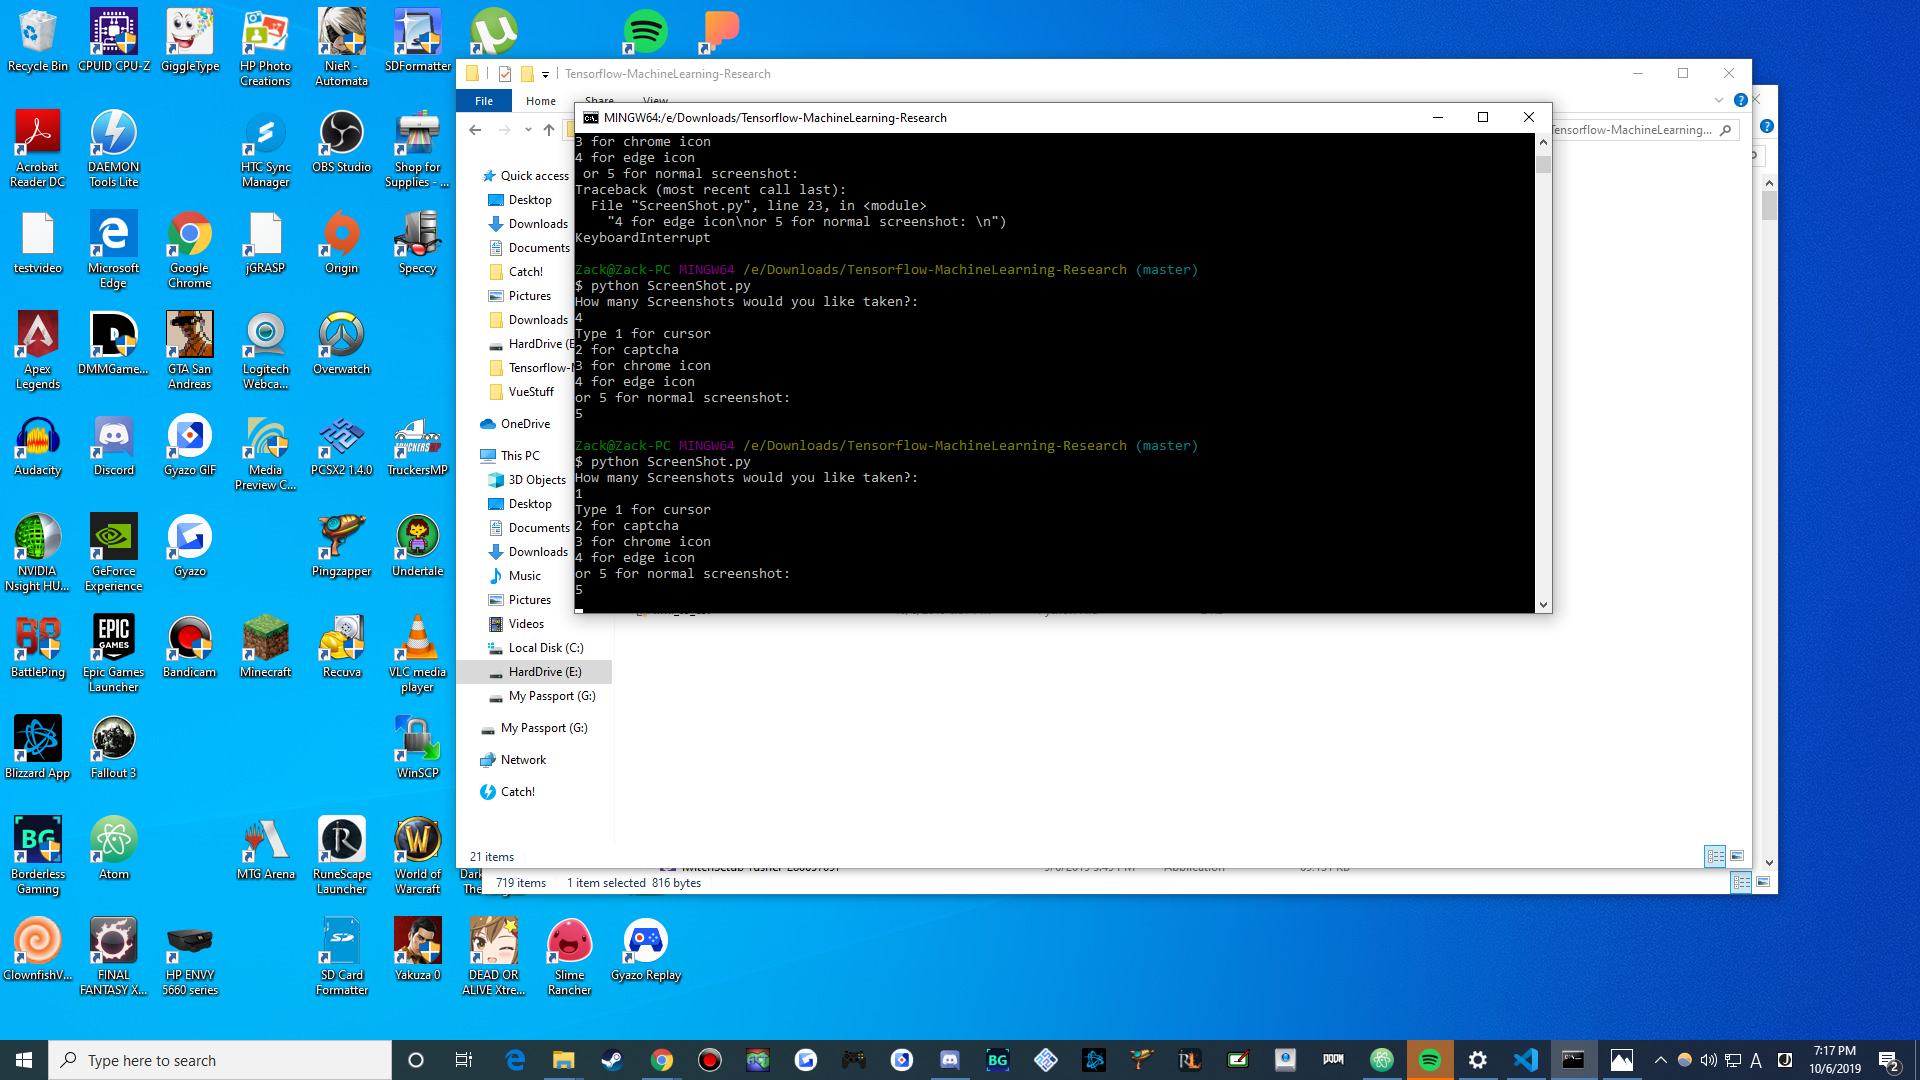 Recycle Bin
CPUID CPU-Z
GiggleType
HP Photo Creations
NieR - Automata
SDFormatter
Acrobat Reader DC
DAEMON Tools Lite
HTC Sync Manager
OBS Studio
Shop for Supplies - ...
testvideo
Microsoft Edge
Google Chrome
jGRASP
Origin
Speccy
Apex Legends
DMMGame...
GTA San Andreas
Logitech Webca...
Overwatch
Audacity
Discord
Gyazo GIF
Media Preview C...
PCSX2 1.4.0
TruckersMP
NVIDIA Nsight HU...
GeForce Experience
Gyazo
Pingzapper
Undertale
BattlePing
Epic Games Launcher
Bandicam
Minecraft
Recuva
VLC media player
Blizzard App
Fallout 3
WinSCP
Borderless Gaming
Atom
MTG Arena
RuneScape Launcher
World of Warcraft
ClownfishV...
FINAL FANTASY X...
HP ENVY 5660 series
SD Card Formatter
Yakuza 0
DEAD OR ALIVE Xtre...
Slime Rancher
Gyazo Replay
Tensorflow-MachineLearning-Research
File Home Share View
Tensorflow-MachineLearning...
Quick access
Desktop
Downloads
Documents
Catch!
Pictures
Downloads
HardDrive (E
Tensorflow-M
VueStuff
OneDrive
This PC
3D Objects
Desktop
Documents
Downloads
Music
Pictures
Videos
Local Disk (C:)
HardDrive (E:)
My Passport (G:)
My Passport (G:)
Network
Catch!
21 items
719 items 1 item selected 816 bytes
MINGW64:/e/Downloads/Tensorflow-MachineLearning-Research
3 for chrome icon
4 for edge icon
or 5 for normal screenshot:
Traceback (most recent call last):
File "ScreenShot.py", line 23, in <module>
"4 for edge icon\nor 5 for normal screenshot: \n")
KeyboardInterrupt
Zack@Zack-PC MINGW64 /e/Downloads/Tensorflow-MachineLearning-Research (master)
$ python ScreenShot.py
How many Screenshots would you like taken?:
4
Type 1 for cursor
2 for captcha
3 for chrome icon
4 for edge icon
or 5 for normal screenshot:
5
Zack@Zack-PC MINGW64 /e/Downloads/Tensorflow-MachineLearning-Research (master)
$ python ScreenShot.py
How many Screenshots would you like taken?:
1
Type 1 for cursor
2 for captcha
3 for chrome icon
4 for edge icon
or 5 for normal screenshot:
5
Type here to search
7:17 PM
10/6/2019